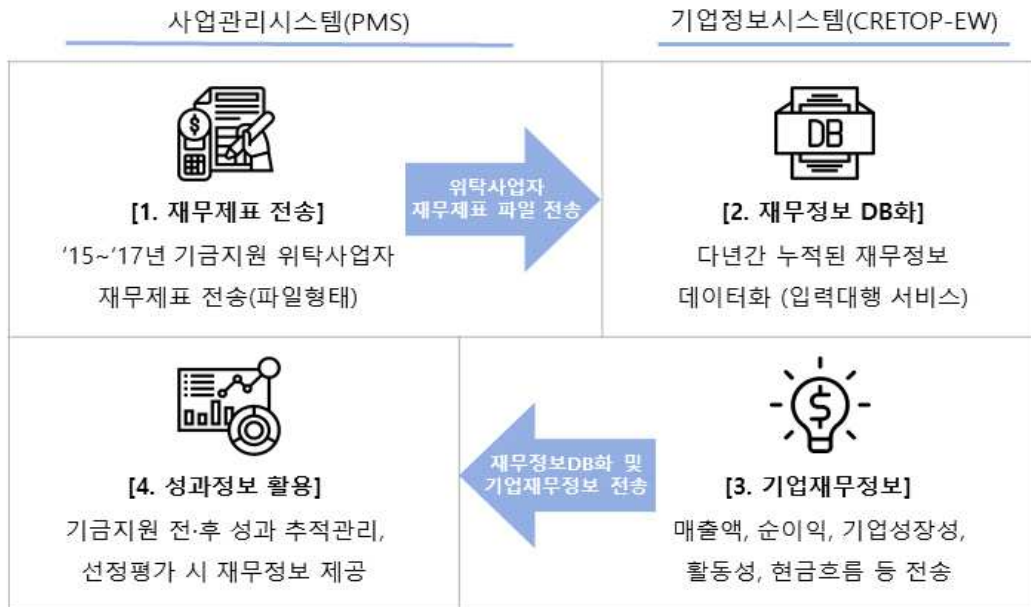 사업관리시스템(PMS)
기업정보시스템(CRETOP-EW)
$
[1. 재무제표 전송]
'15~'17년 기금지원 위탁사업자
재무제표 전송(파일형태)
위탁사업자
재무제표 파일 전송
DB
[2. 재무정보 DB화]
다년간 누적된 재무정보
데이터화 (입력대행 서비스)
$
[3. 기업재무정보]
매출액, 순이익, 기업성장성,
활동성, 현금흐름 등 전송
재무정보DB화 및
기업재무정보 전송
[4. 성과정보 활용]
기금지원 전·후 성과 추적관리,
선정평가 시 재무정보 제공